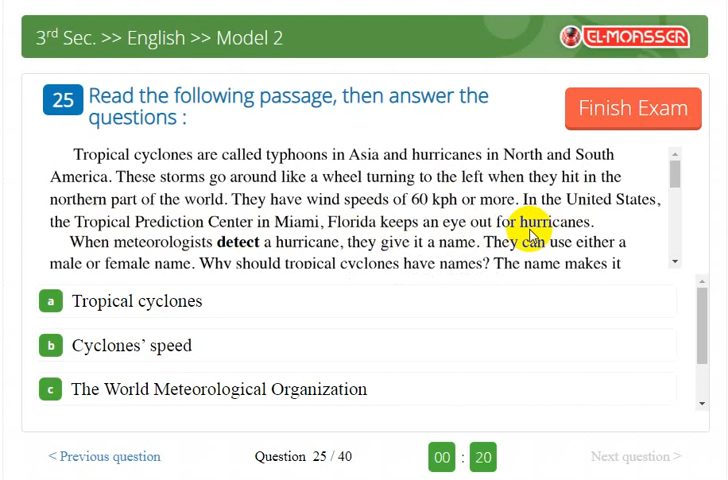 3rd Sec. >> English >> Model 2
EL-MOASSER
25
Read the following passage, then answer the
questions :
Finish Exam
Tropical cyclones are called typhoons in Asia and hurricanes in North and South
America. These storms go around like a wheel turning to the left when they hit in the
northern part of the world. They have wind speeds of 60 kph or more. In the United States,
the Tropical Prediction Center in Miami, Florida keeps an eye out for hurricanes.
When meteorologists detect a hurricane, they give it a name. They can use either a
male or female name. Why should tropical cyclones have names? The name makes it
a Tropical cyclones
b Cyclones’ speed
c The World Meteorological Organization
< Previous question
Question 25 / 40
00 : 20
Next question >